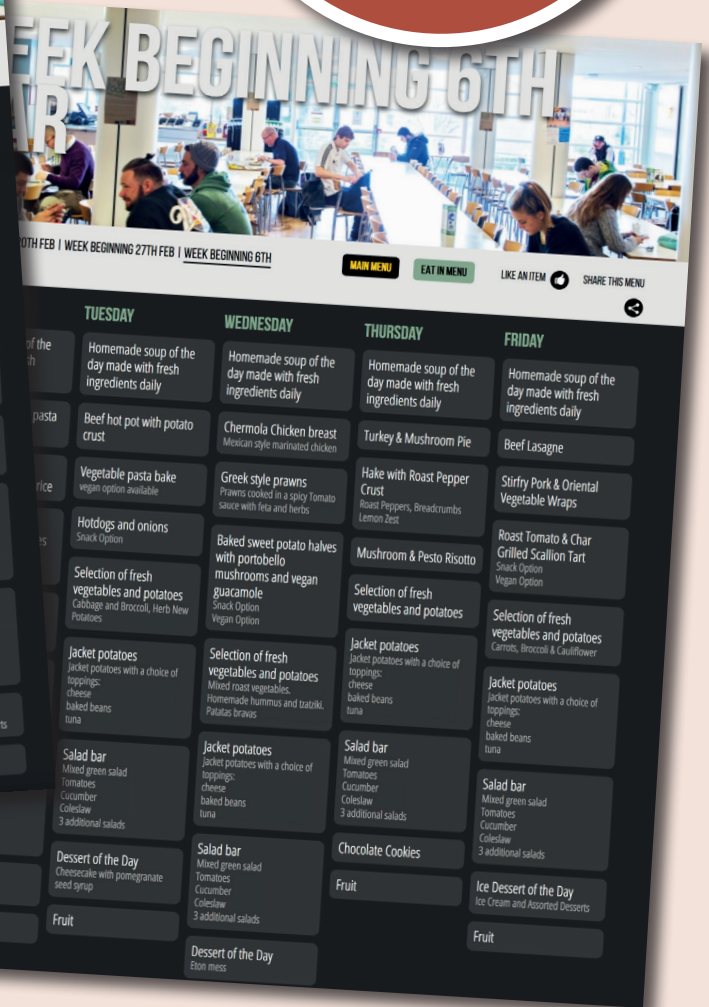 EEK BEGINNING 6TH
AR
20TH FEB | WEEK BEGINNING 27TH FEB | WEEK BEGINNING 6TH
MAIN MENU
EAT IN MENU
LIKE AN ITEM
SHARE THIS MENU
of the
pasta
rice
TUESDAY
Homemade soup of the
day made with fresh
ingredients daily
Beef hot pot with potato
crust
Vegetable pasta bake
vegan option available
Hotdogs and onions
Snack Option
Selection of fresh
vegetables and potatoes
Cabbage and Broccoli, Herb New
Potatoes
Jacket potatoes
Jacket potatoes with a choice of
toppings:
cheese
baked beans
tuna
Salad bar
Mixed green salad
Tomatoes
Cucumber
Coleslaw
3 additional salads
Dessert of the Day
Cheesecake with pomegranate
seed syrup
Fruit
WEDNESDAY
Homemade soup of the
day made with fresh
ingredients daily
Chermola Chicken breast
Mexican style marinated chicken
Greek style prawns
Prawns cooked in a spicy Tomato
sauce with feta and herbs
Baked sweet potato halves
with portobello
mushrooms and vegan
guacamole
Snack Option
Vegan Option
Selection of fresh
vegetables and potatoes
Mixed roast vegetables.
Homemade hummus and tratziki.
Patatas bravas
Jacket potatoes
Jacket potatoes with a choice of
toppings:
cheese
baked beans
tuna
Salad bar
Mixed green salad
Tomatoes
Cucumber
Coleslaw
3 additional salads
Dessert of the Day
Eton mess
THURSDAY
Homemade soup of the
day made with fresh
ingredients daily
Turkey & Mushroom Pie
Hake with Roast Pepper
Crust
Roast Peppers, Breadcrumbs
Lemon Zest
Mushroom & Pesto Risotto
Selection of fresh
vegetables and potatoes
Jacket potatoes
Jacket potatoes with a choice of
toppings:
cheese
baked beans
tuna
Salad bar
Mixed green salad
Tomatoes
Cucumber
Coleslaw
3 additional salads
Chocolate Cookies
Fruit
FRIDAY
Homemade soup of the
day made with fresh
ingredients daily
Beef Lasagne
Stirfry Pork & Oriental
Vegetable Wraps
Roast Tomato & Char
Grilled Scallion Tart
Snack Option
Vegan Option
Selection of fresh
vegetables and potatoes
Carrots, Broccoli & Cauliflower
Jacket potatoes
Jacket potatoes with a choice of
toppings:
cheese
baked beans
tuna
Salad bar
Mixed green salad
Tomatoes
Cucumber
Coleslaw
3 additional salads
Ice Dessert of the Day
Ice Cream and Assorted Desserts
Fruit